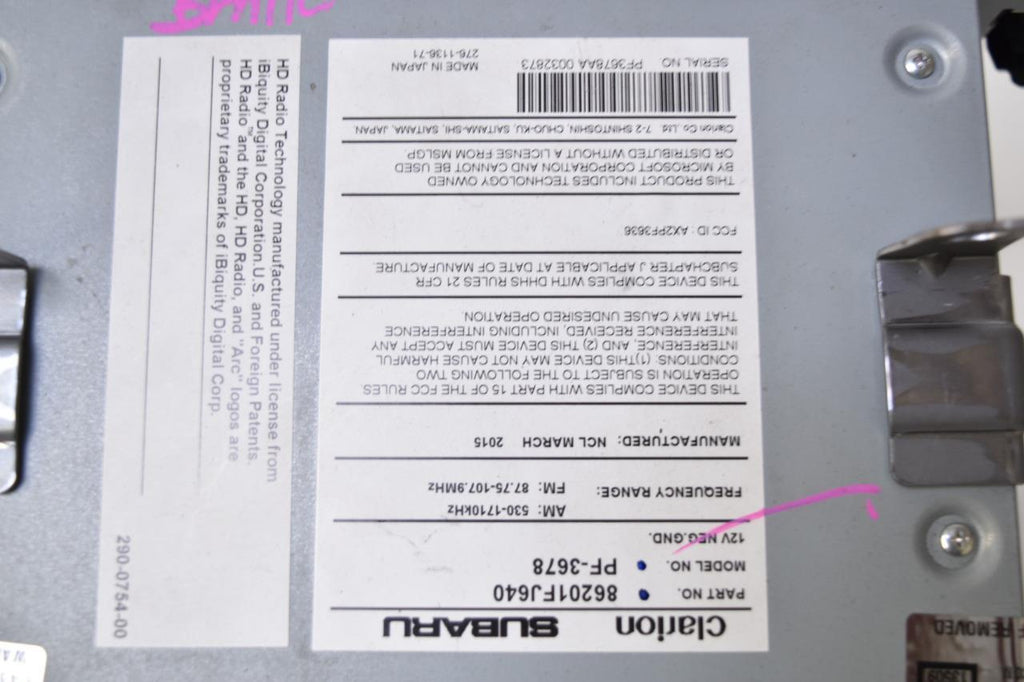 Clarion SUBARU
PART NO. • 86201FJ640
MODEL NO. • PF-3678
12V NEG.GND.
AM: 530-1710kHz
FREQUENCY RANGE:
FM: 87.75-107.9MHz
MANUFACTURED: NCL MARCH 2015
THIS DEVICE COMPLIES WITH PART 15 OF THE FCC RULES
OPERATION IS SUBJECT TO THE FOLLOWING TWO
CONDITIONS: (1)THIS DEVICE MAY NOT CAUSE HARMFUL
INTERFERENCE, AND (2) THIS DEVICE MUST ACCEPT ANY
INTERFERENCE RECEIVED, INCLUDING INTERFERENCE
THAT MAY CAUSE UNDESIRED OPERATION.
THIS DEVICE COMPLIES WITH DHHS RULES 21 CFR
SUBCHAPTER J APPLICABLE AT DATE OF MANUFACTURE.
FCC ID : AX2PF3636
THIS PRODUCT INCLUDES TECHNOLOGY OWNED
BY MICROSOFT CORPORATION AND CANNOT BE USED
OR DISTRIBUTED WITHOUT A LICENSE FROM MSLGP
Clarion Co.,Ltd. 7-2 SHINTOSHIN, CHUO-KU, SAITAMA-SHI, SAITAMA, JAPAN
SERIAL NO PF3678AA 0032873
MADE IN JAPAN
276-1136-71
HD Radio Technology manufactured under license from
iBiquity Digital Corporation.U.S. and Foreign Patents.
HD Radio™and the HD, HD Radio, and "Arc" logos are
proprietary trademarks of iBiquity Digital Corp.
290-0754-00
REMOVED
13509